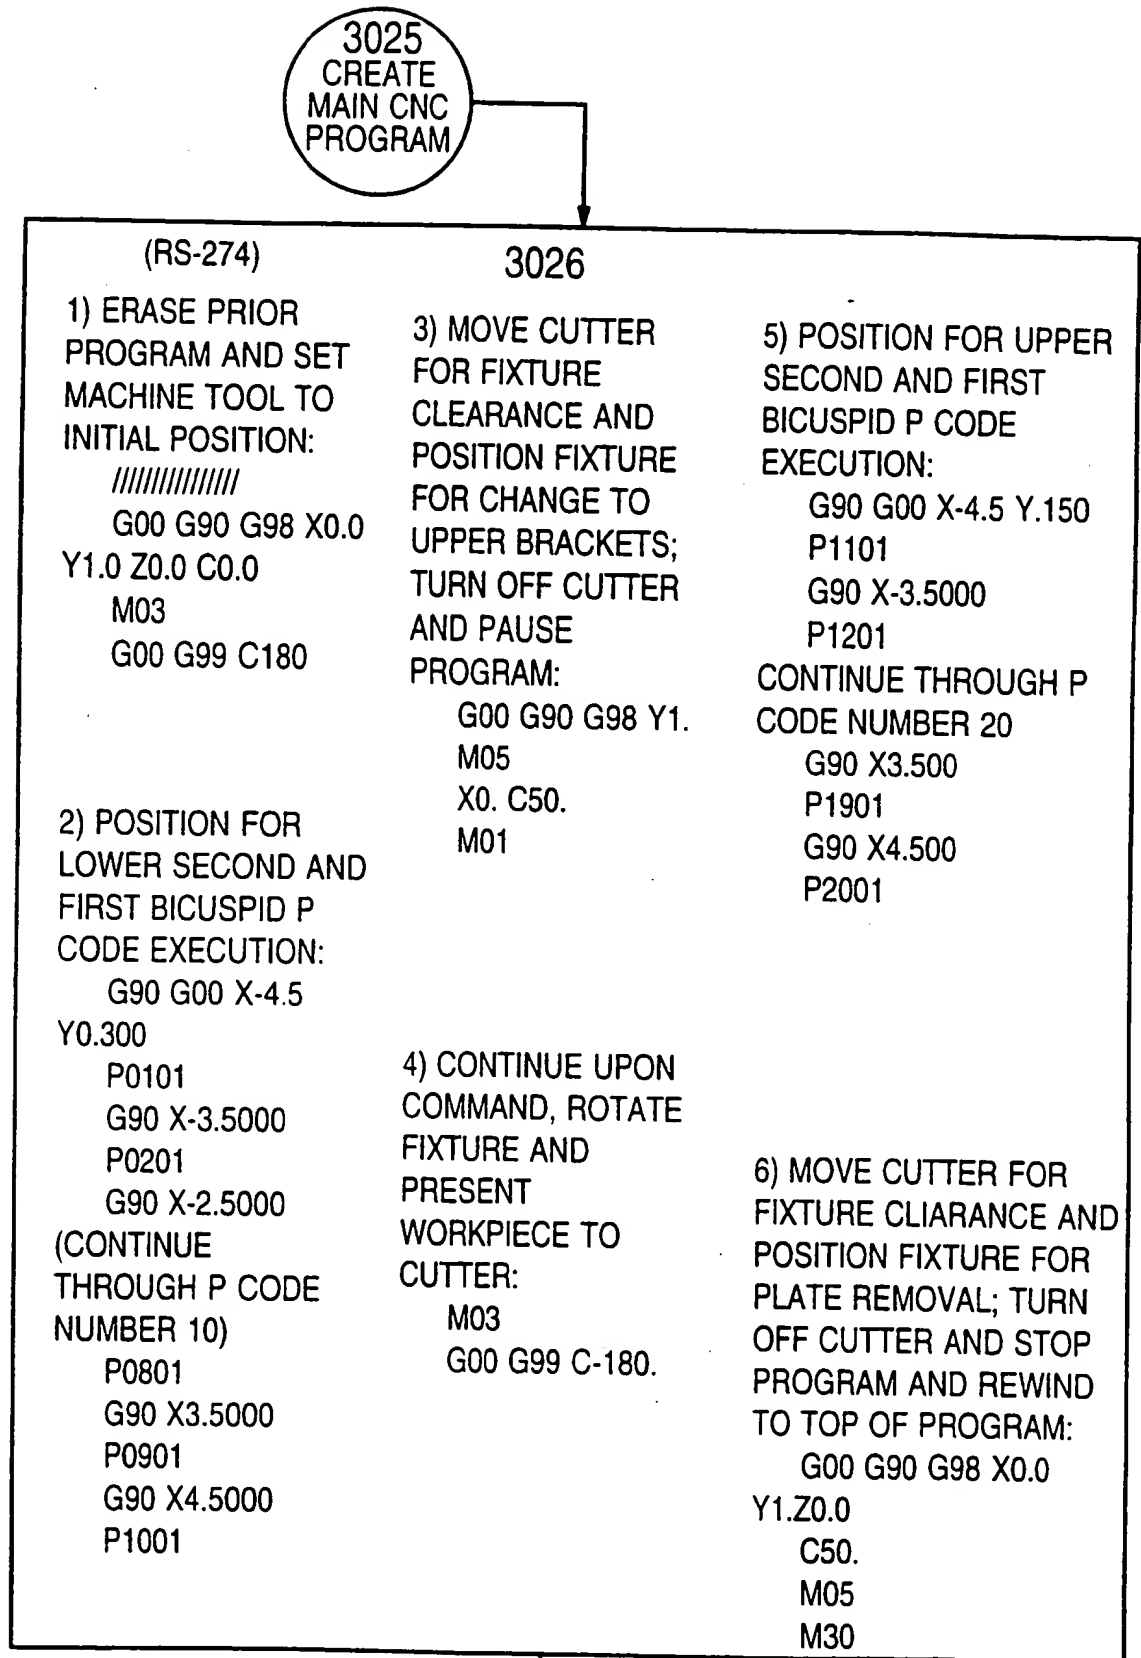 3025
CREATE
MAIN CNC
PROGRAM
(RS-274)
3026
1) ERASE PRIOR
PROGRAM AND SET
MACHINE TOOL TO
INITIAL POSITION:
////////////////
G00 G90 G98 X0.0
Y1.0 Z0.0 C0.0
M03
G00 G99 C180
2) POSITION FOR
LOWER SECOND AND
FIRST BICUSPID P
CODE EXECUTION:
G90 G00 X-4.5
Y0.300
P0101
G90 X-3.5000
P0201
G90 X-2.5000
(CONTINUE
THROUGH P CODE
NUMBER 10)
P0801
G90 X3.5000
P0901
G90 X4.5000
P1001
3) MOVE CUTTER
FOR FIXTURE
CLEARANCE AND
POSITION FIXTURE
FOR CHANGE TO
UPPER BRACKETS;
TURN OFF CUTTER
AND PAUSE
PROGRAM:
G00 G90 G98 Y1.
M05
X0. C50.
M01
4) CONTINUE UPON
COMMAND, ROTATE
FIXTURE AND
PRESENT
WORKPIECE TO
CUTTER:
M03
G00 G99 C-180.
5) POSITION FOR UPPER
SECOND AND FIRST
BICUSPID P CODE
EXECUTION:
G90 G00 X-4.5 Y.150
P1101
G90 X-3.5000
P1201
CONTINUE THROUGH P
CODE NUMBER 20
G90 X3.500
P1901
G90 X4.500
P2001
6) MOVE CUTTER FOR
FIXTURE CLIARANCE AND
POSITION FIXTURE FOR
PLATE REMOVAL; TURN
OFF CUTTER AND STOP
PROGRAM AND REWIND
TO TOP OF PROGRAM:
G00 G90 G98 X0.0
Y1.Z0.0
C50.
M05
M30